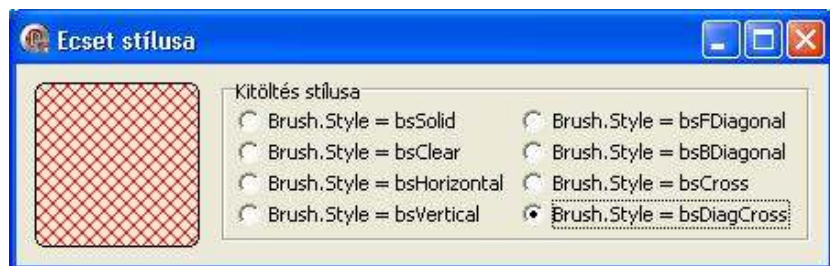 Ecset stílusa
Kitöltés stílusa
Brush.Style = bsSolid
Brush.Style = bsClear
Brush.Style = bsHorizontal
Brush.Style = bsVertical
Brush.Style = bsFDiagonal
Brush.Style = bsBDiagonal
Brush.Style = bsCross
Brush.Style = bsDiagCross